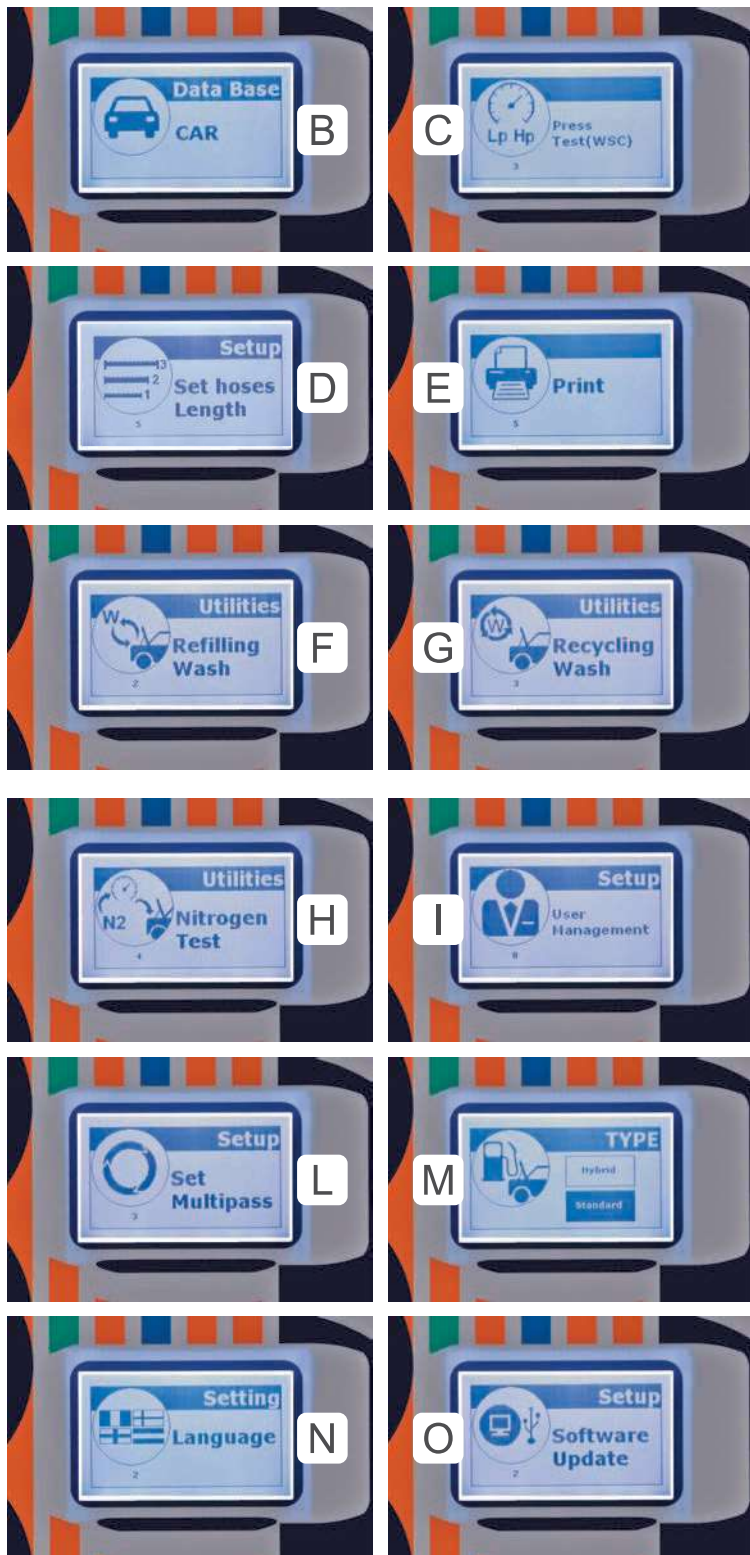 Data Base
CAR
B
C
Lp Hp
Press
Test(WSC)
3
Setup
3
2
1
Set hoses
Length
5
D
E
Print
5
Utilities
W
Refilling
Wash
2
F
G
Utilities
W
Recycling
Wash
3
Utilities
N2
Nitrogen
Test
4
H
I
Setup
User
Management
8
Setup
Set
Multipass
3
L
M
TYPE
Hybrid
Standard
Setting
Language
2
N
O
Setup
Software
Update
2